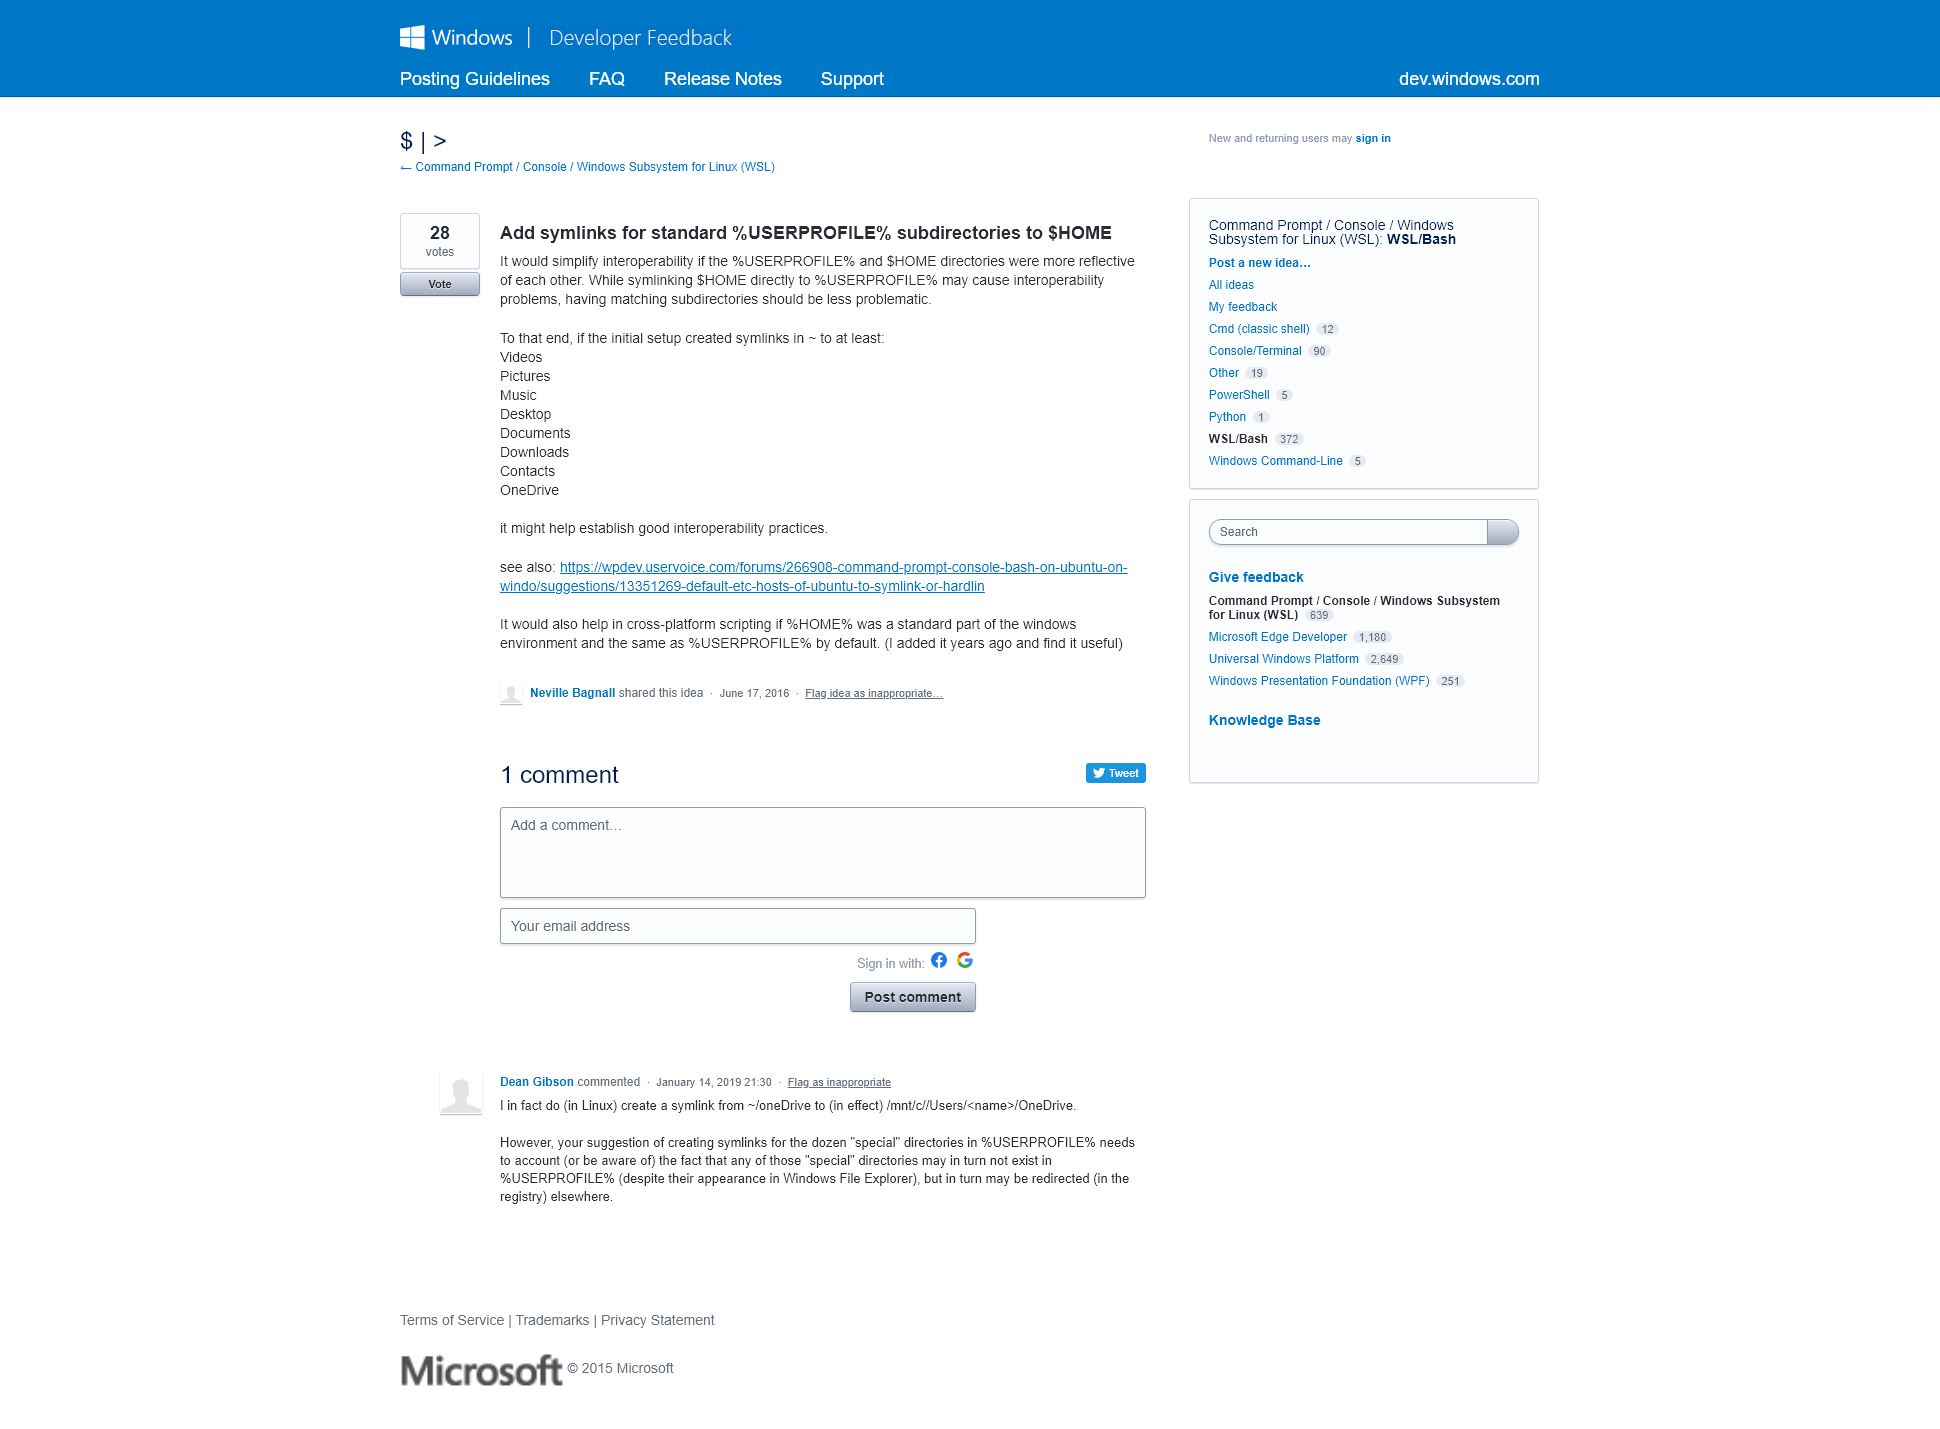 Windows | Developer Feedback
Posting Guidelines FAQ Release Notes Support dev.windows.com
$ | >
← Command Prompt / Console / Windows Subsystem for Linux (WSL)
New and returning users may sign in
28
votes
Vote
Add symlinks for standard %USERPROFILE% subdirectories to $HOME
It would simplify interoperability if the %USERPROFILE% and $HOME directories were more reflective
of each other. While symlinking $HOME directly to %USERPROFILE% may cause interoperability
problems, having matching subdirectories should be less problematic.
To that end, if the initial setup created symlinks in ~ to at least:
Videos
Pictures
Music
Desktop
Documents
Downloads
Contacts
OneDrive
it might help establish good interoperability practices.
see also: https://wpdev.uservoice.com/forums/266908-command-prompt-console-bash-on-ubuntu-on-
windo/suggestions/13351269-default-etc-hosts-of-ubuntu-to-symlink-or-hardlin
It would also help in cross-platform scripting if %HOME% was a standard part of the windows
environment and the same as %USERPROFILE% by default. (I added it years ago and find it useful)
Neville Bagnall shared this idea · June 17, 2016 · Flag idea as inappropriate…
1 comment
Tweet
Add a comment…
Your email address
Sign in with:
Post comment
Dean Gibson commented · January 14, 2019 21:30 · Flag as inappropriate
I in fact do (in Linux) create a symlink from ~/oneDrive to (in effect) /mnt/c//Users/<name>/OneDrive.
However, your suggestion of creating symlinks for the dozen "special" directories in %USERPROFILE% needs
to account (or be aware of) the fact that any of those "special" directories may in turn not exist in
%USERPROFILE% (despite their appearance in Windows File Explorer), but in turn may be redirected (in the
registry) elsewhere.
Command Prompt / Console / Windows
Subsystem for Linux (WSL): WSL/Bash
Post a new idea…
All ideas
My feedback
Cmd (classic shell) 12
Console/Terminal 90
Other 19
PowerShell 5
Python 1
WSL/Bash 372
Windows Command-Line 5
Search
Give feedback
Command Prompt / Console / Windows Subsystem
for Linux (WSL) 639
Microsoft Edge Developer 1,180
Universal Windows Platform 2,649
Windows Presentation Foundation (WPF) 251
Knowledge Base
Terms of Service | Trademarks | Privacy Statement
Microsoft © 2015 Microsoft